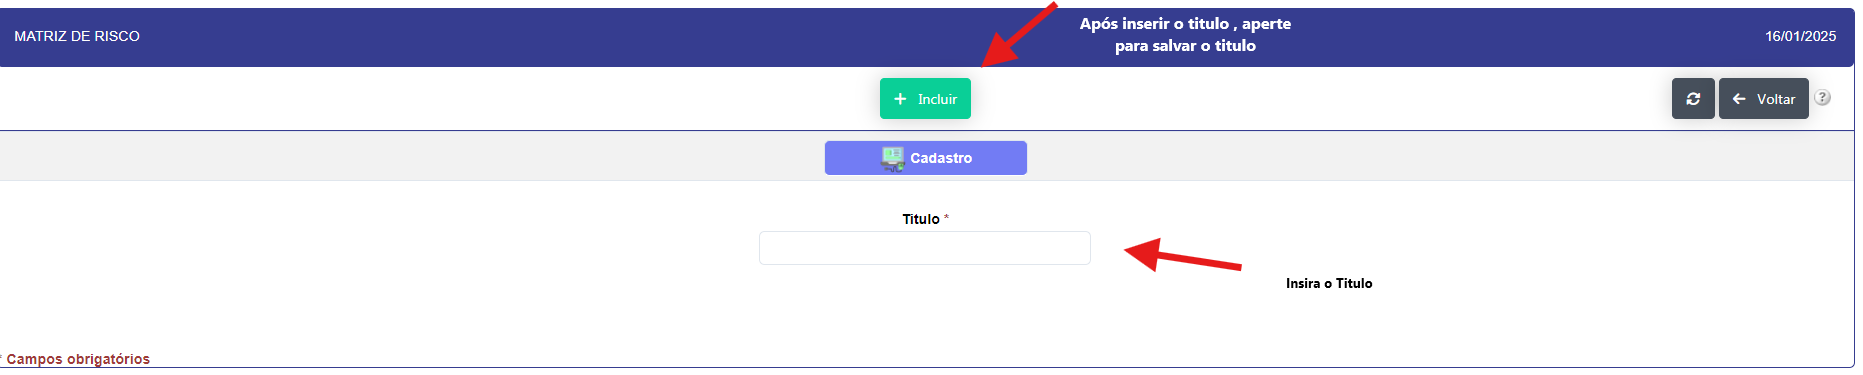 MATRIZ DE RISCO
Após inserir o titulo , aperte
para salvar o titulo
16/01/2025
+ Incluir
Voltar
?
Cadastro
Titulo *
Insira o Titulo
* Campos obrigatórios